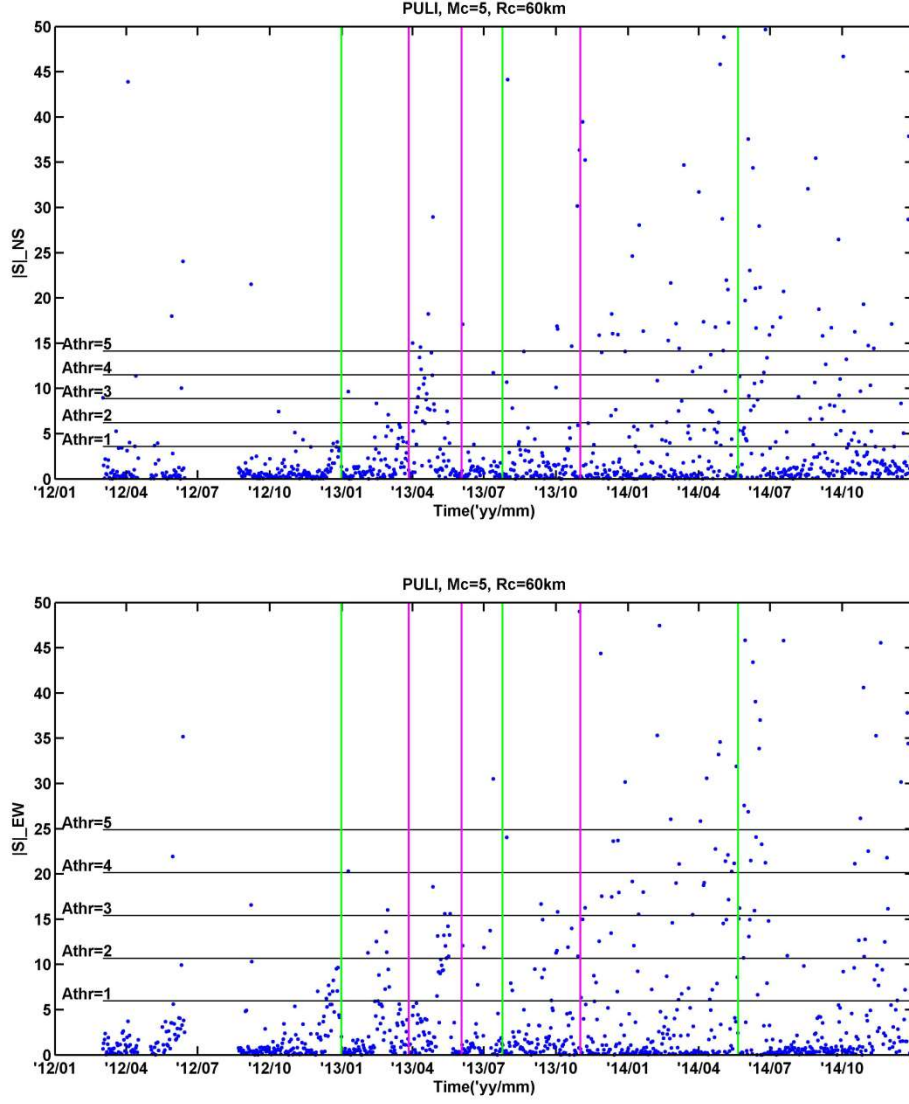 PULI, Mc=5, Rc=60km
50
45
40
35
30
25
20
15
10
5
0
|S|_NS
Athr=5
Athr=4
Athr=3
Athr=2
Athr=1
'12/01 '12/04 '12/07 '12/10 '13/01 '13/04 '13/07 '13/10 '14/01 '14/04 '14/07 '14/10
Time('yy/mm)
PULI, Mc=5, Rc=60km
50
45
40
35
30
25
20
15
10
5
0
|S|_EW
Athr=5
Athr=4
Athr=3
Athr=2
Athr=1
'12/01 '12/04 '12/07 '12/10 '13/01 '13/04 '13/07 '13/10 '14/01 '14/04 '14/07 '14/10
Time('yy/mm)